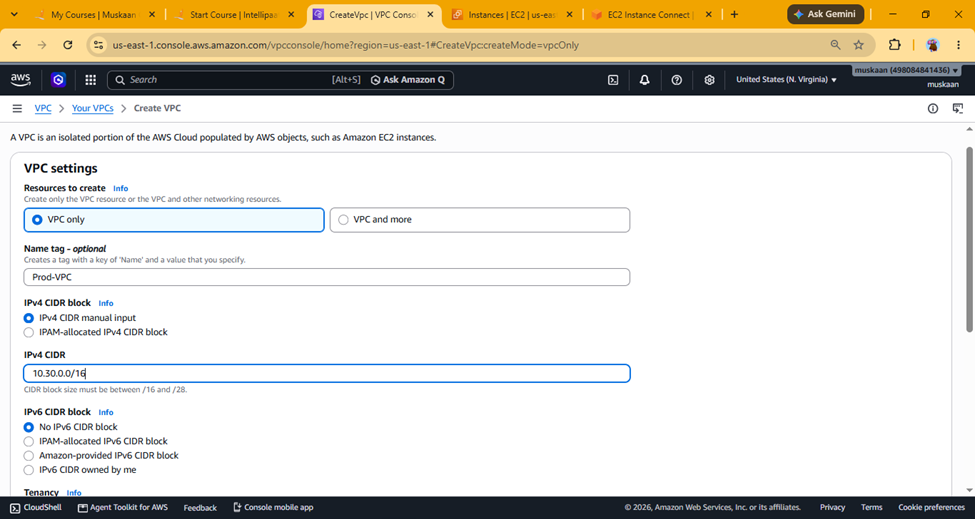 My Courses | Muskaan
Start Course | Intellipaa
CreateVpc | VPC Conso
Instances | EC2 | us-eas
EC2 Instance Connect |
Ask Gemini
us-east-1.console.aws.amazon.com/vpcconsole/home?region=us-east-1#CreateVpc:createMode=vpcOnly
aws
Search
[Alt+S]
Ask Amazon Q
United States (N. Virginia)
muskaan (498084841436)
muskaan
VPC > Your VPCs > Create VPC
A VPC is an isolated portion of the AWS Cloud populated by AWS objects, such as Amazon EC2 instances.
VPC settings
Resources to create Info
Create only the VPC resource or the VPC and other networking resources.
VPC only
VPC and more
Name tag - optional
Creates a tag with a key of 'Name' and a value that you specify.
Prod-VPC
IPv4 CIDR block Info
IPv4 CIDR manual input
IPAM-allocated IPv4 CIDR block
IPv4 CIDR
10.30.0.0/16
CIDR block size must be between /16 and /28.
IPv6 CIDR block Info
No IPv6 CIDR block
IPAM-allocated IPv6 CIDR block
Amazon-provided IPv6 CIDR block
IPv6 CIDR owned by me
Tenancy Info
CloudShell
Agent Toolkit for AWS
Feedback
Console mobile app
© 2026, Amazon Web Services, Inc. or its affiliates.
Privacy
Terms
Cookie preferences